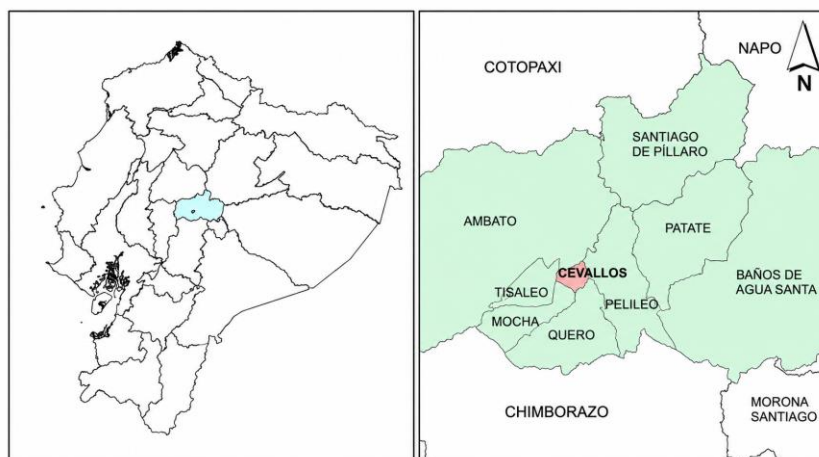 COTOPAXI
NAPO
N
SANTIAGO
DE PÍLLARO
AMBATO
PATATE
CEVALLOS
BAÑOS DE
AGUA SANTA
TISALEO
PELILEO
MOCHA
QUERO
CHIMBORAZO
MORONA
SANTIAGO